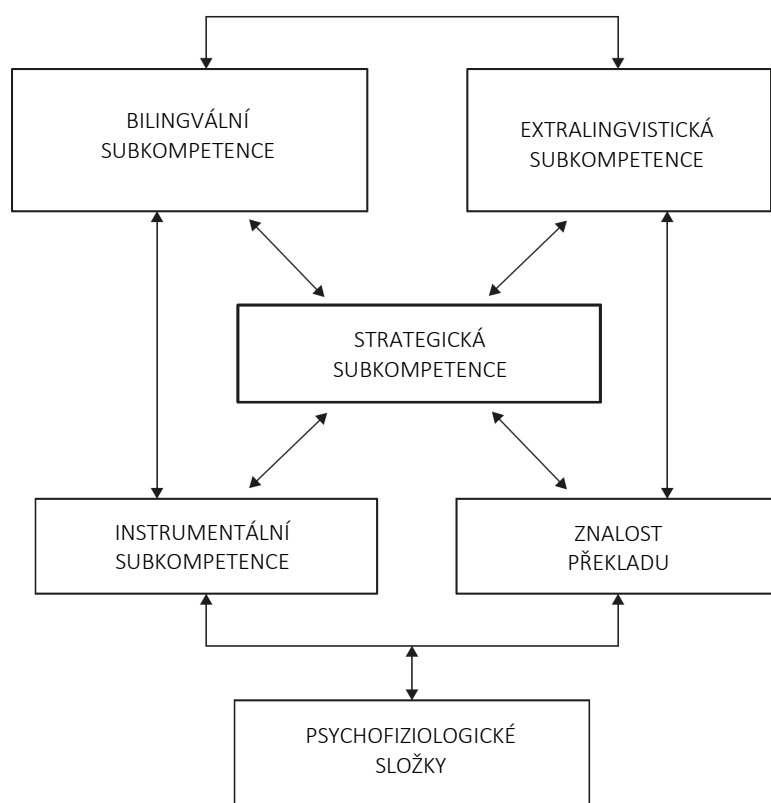 BILINGVÁLNÍ
SUBKOMPETENCE
EXTRALINGVISTICKÁ
SUBKOMPETENCE
STRATEGICKÁ
SUBKOMPETENCE
INSTRUMENTÁLNÍ
SUBKOMPETENCE
ZNALOST
PŘEKLADU
PSYCHOFIZIOLOGICKÉ
SLOŽKY